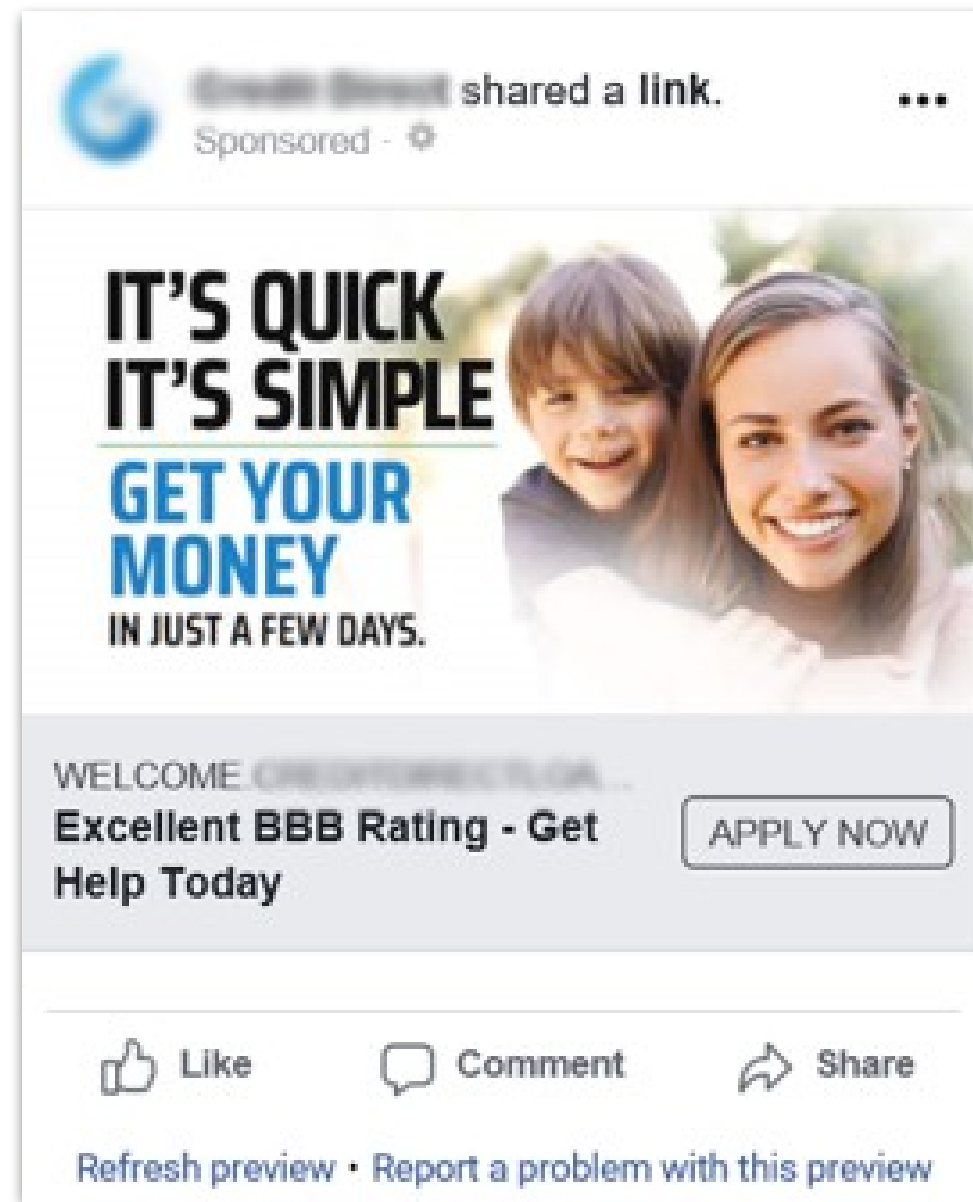 shared a link.
Sponsored ·
IT'S QUICK
IT'S SIMPLE
GET YOUR
MONEY
IN JUST A FEW DAYS.
WELCOME.
Excellent BBB Rating - Get
Help Today
APPLY NOW
Like Comment Share
Refresh preview • Report a problem with this preview